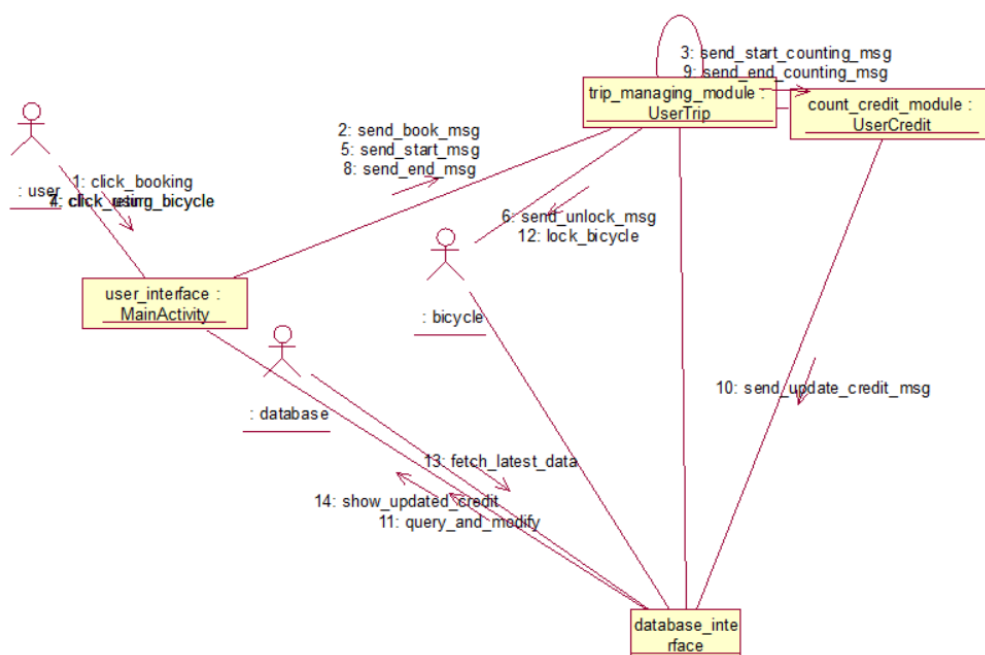 3: send_start_counting_msg
9: send_end_counting_msg
trip_managing_module :
UserTrip
count_credit_module :
UserCredit
2: send_book_msg
5: send_start_msg
8: send_end_msg
1: click_booking
: user
6: send_unlock_msg
12: lock_bicycle
user_interface :
MainActivity
: bicycle
10: send_update_credit_msg
: database
13: fetch_latest_data
14: show_updated_credit
11: query_and_modify
database_inte
rface